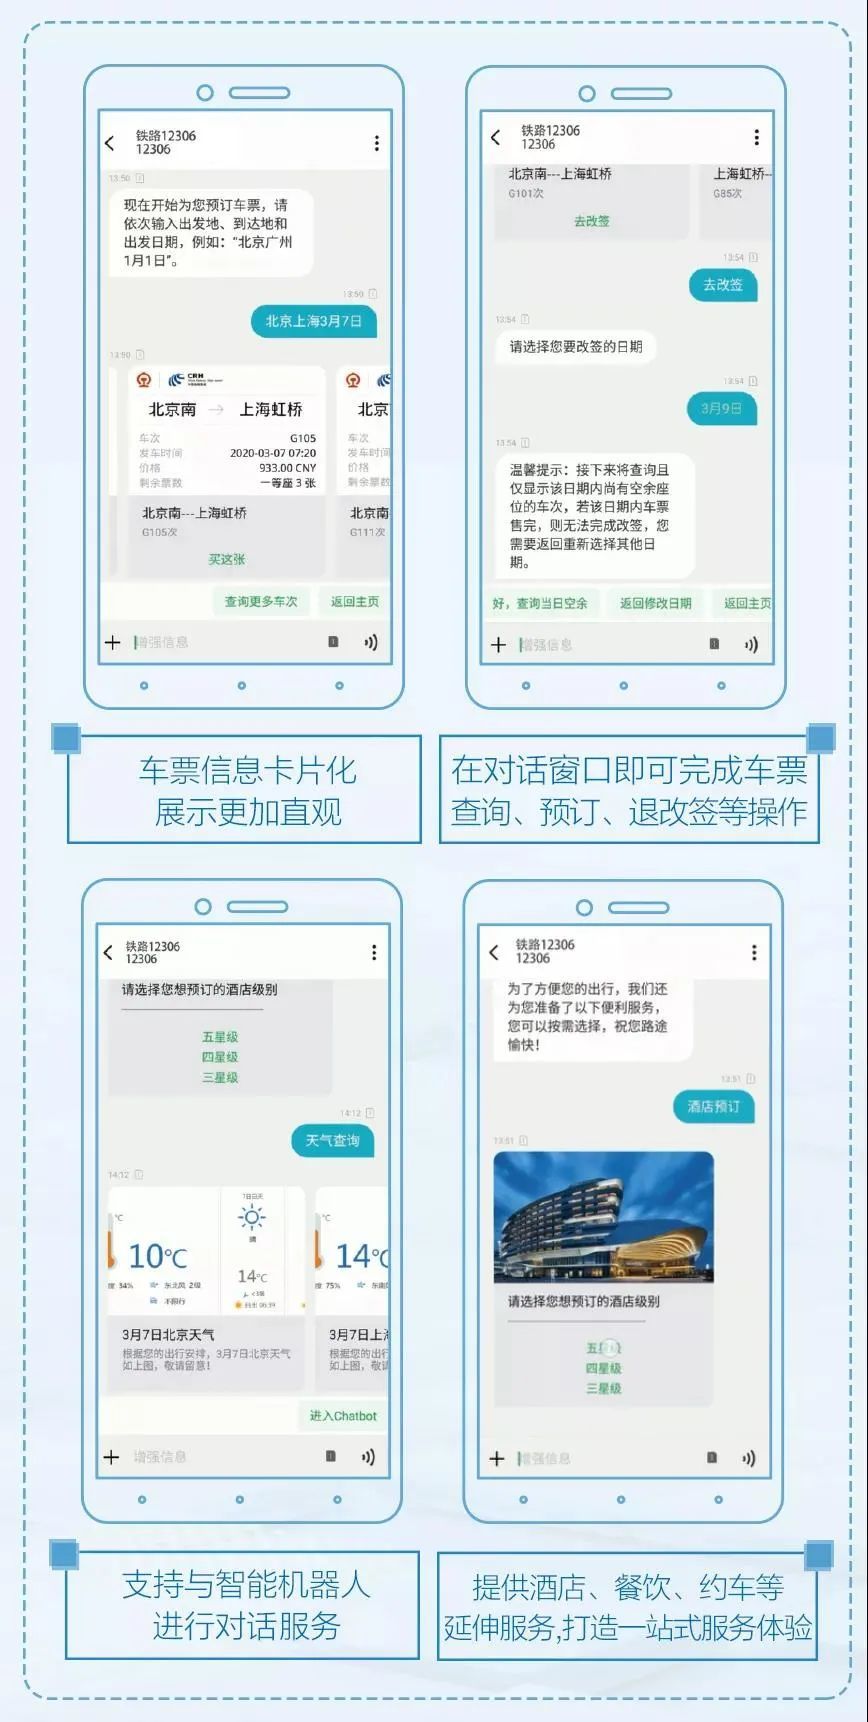 铁路12306
12306
13:50
现在开始为您预订车票，请
依次输入出发地、到达地和
出发日期，例如：“北京广州
1月1日”。
13:50
北京上海3月7日
13:50
CRH
北京南 → 上海虹桥
车次 G105
发车时间 2020-03-07 07:20
价格 933.00 CNY
剩余票数 一等座 3 张
北京南---上海虹桥
G105次
买这张
北京
车次
发车时间
价格
剩余票数
北京南
G111次
查询更多车次
返回主页
增强信息
铁路12306
12306
北京南---上海虹桥
G101次
去改签
上海虹桥--
G85次
13:54
去改签
13:54
请选择您要改签的日期
13:54
3月9日
13:54
温馨提示：接下来将查询且
仅显示该日期内尚有空余座
位的车次，若该日期内车票
售完，则无法完成改签，您
需要返回重新选择其他日
期。
好，查询当日空余
返回修改日期
返回主页
增强信息
车票信息卡片化
展示更加直观
在对话窗口即可完成车票
查询、预订、退改签等操作
铁路12306
12306
请选择您想预订的酒店级别
五星级
四星级
三星级
14:12
天气查询
14:12
℃
10℃
34% 东北风 2级
不限行
7日白天
晴
14℃
<3级
日出 06:39
℃
14℃
75%
3月7日北京天气
根据您的出行安排，3月7日北京天气
如上图，敬请留意！
3月7日上海
根据您的出行
如上图，敬请
进入Chatbot
增强信息
铁路12306
12306
为了方便您的出行，我们还
为您准备了以下便利服务，
您可以按需选择，祝您路途
愉快！
13:51
酒店预订
13:51
请选择您想预订的酒店级别
五星级
四星级
三星级
增强信息
支持与智能机器人
进行对话服务
提供酒店、餐饮、约车等
延伸服务,打造一站式服务体验